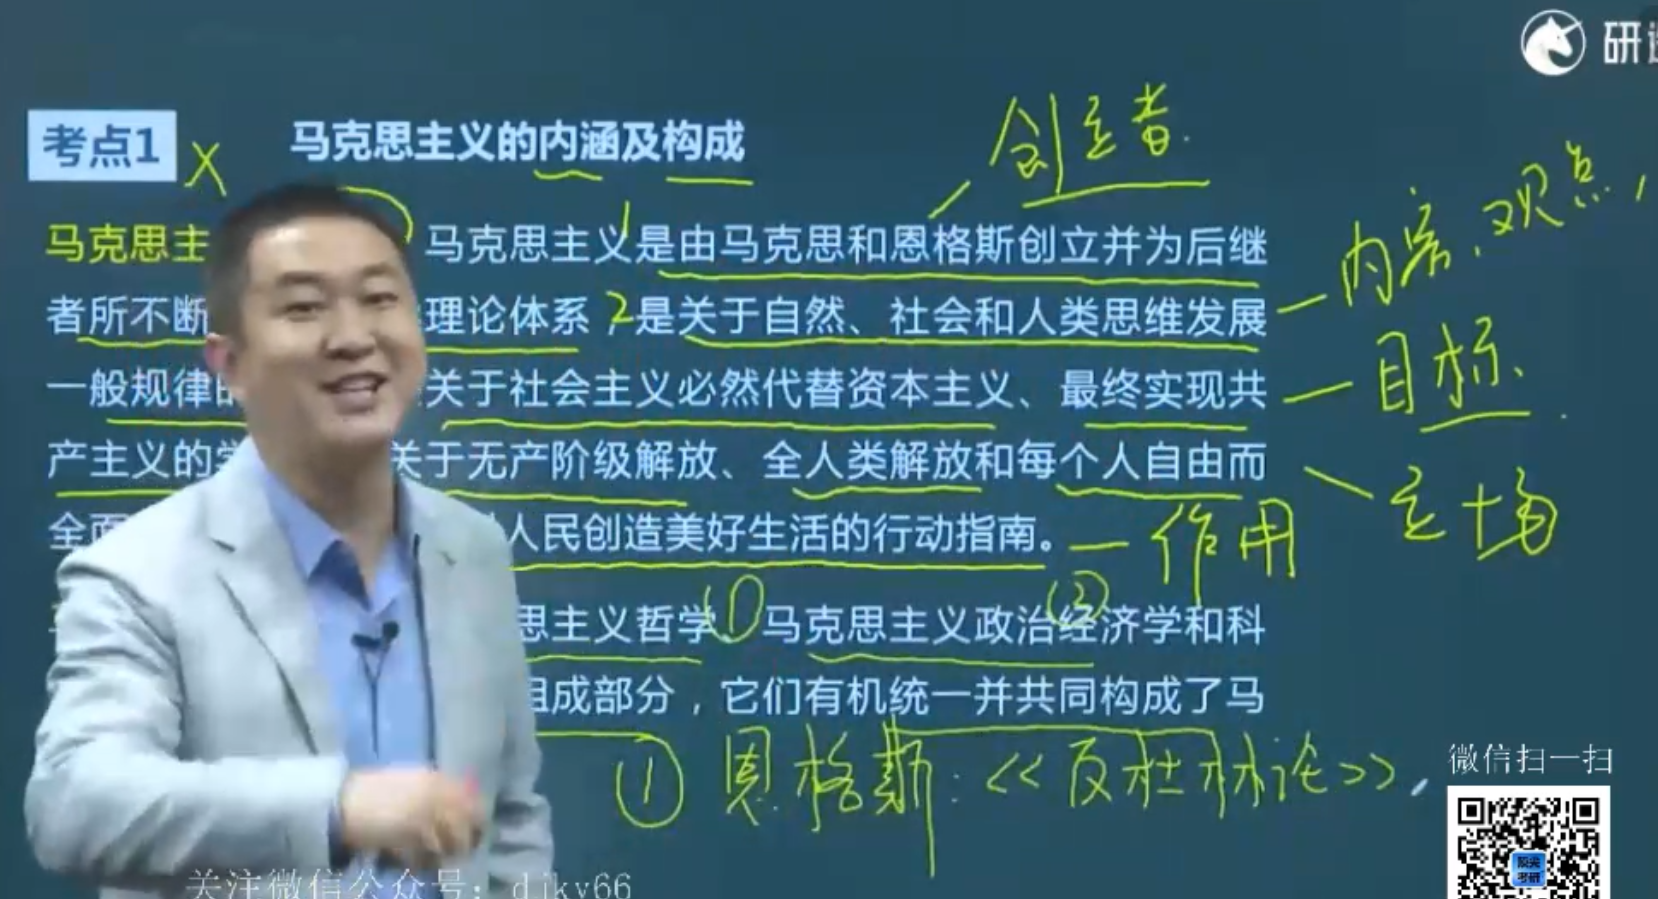 研
考点1 马克思主义的内涵及构成
创立者
马克思主 马克思主义是由马克思和恩格斯创立并为后继
内容、观点,
者所不断 理论体系,2是关于自然、社会和人类思维发展
一般规律的 关于社会主义必然代替资本主义、最终实现共
目标、
产主义的学 关于无产阶级解放、全人类解放和每个人自由而
立场
全面 人民创造美好生活的行动指南。
作用
思主义哲学、① 马克思主义政治经济学和科
②
组成部分，它们有机统一并共同构成了马
① 恩格斯:《反杜林论》,
微信扫一扫
顶尖
考研
关注微信公众号: djky66